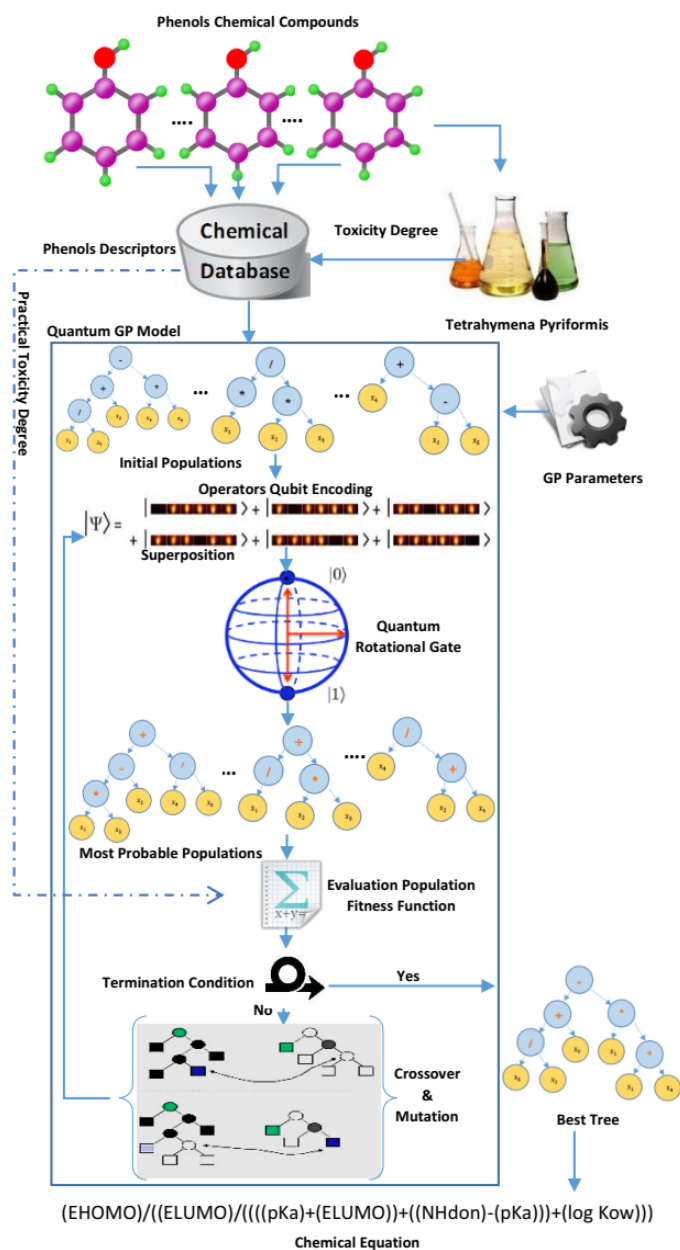 Phenols Chemical Compounds
....
....
Chemical
Database
Toxicity Degree
Phenols Descriptors
Tetrahymena Pyriformis
Practical Toxicity Degree
Quantum GP Model
-
/
+
+
*
...
*
*
...
x₄
-
/
Initial Populations
GP Parameters
Operators Qubit Encoding
|Ψ⟩ = | ⟩ + | ⟩ + | ⟩
+ | ⟩ + | ⟩ + | ⟩
Superposition
|0⟩
Quantum
Rotational Gate
|1⟩
+
+
/
-
/
...
/
*
....
x₄
+
*
Most Probable Populations
Σ
x+y=
Evaluation Population
Fitness Function
Termination Condition
Yes
No
Crossover
&
Mutation
-
+
*
/
Best Tree
(EHOMO)/((ELUMO)/((((pKa)+(ELUMO))+((NHdon)-(pKa)))+(log Kow)))
Chemical Equation